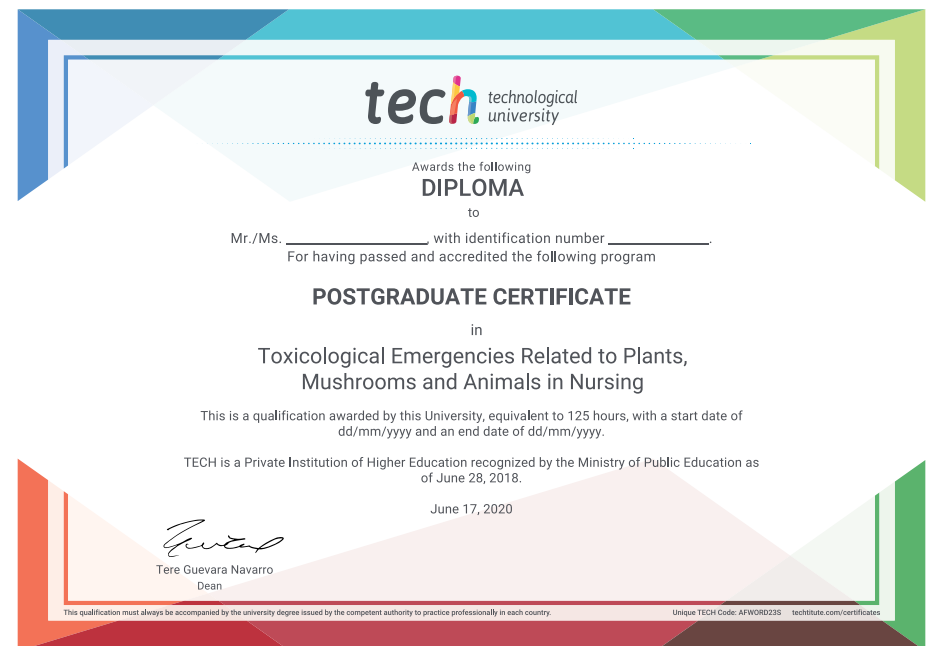 tech technological
university
Awards the following
DIPLOMA
to
Mr./Ms. ____________________, with identification number ______________.
For having passed and accredited the following program
POSTGRADUATE CERTIFICATE
in
Toxicological Emergencies Related to Plants,
Mushrooms and Animals in Nursing
This is a qualification awarded by this University, equivalent to 125 hours, with a start date of
dd/mm/yyyy and an end date of dd/mm/yyyy.
TECH is a Private Institution of Higher Education recognized by the Ministry of Public Education as
of June 28, 2018.
June 17, 2020
Tere Guevara Navarro
Dean
This qualification must always be accompanied by the university degree issued by the competent authority to practice professionally in each country. Unique TECH Code: AFWORD23S techtitute.com/certificates